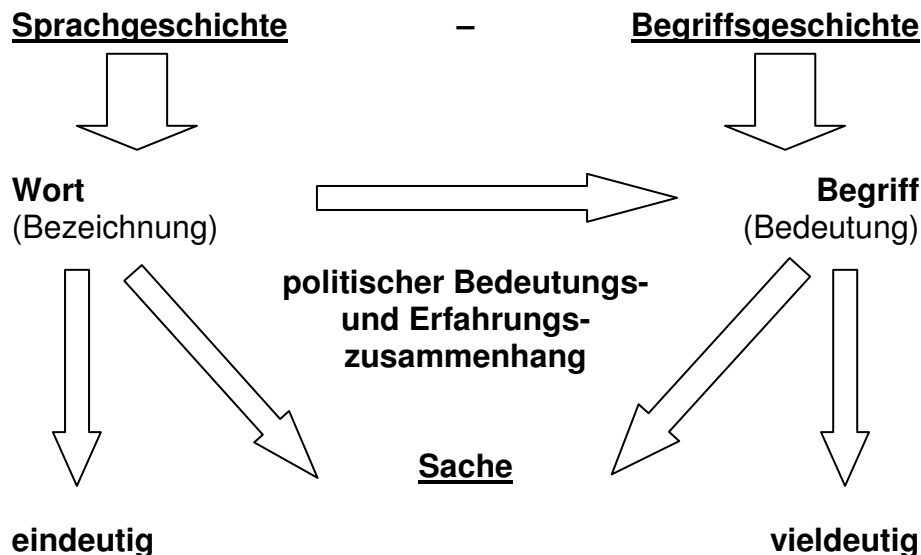 Sprachgeschichte – Begriffsgeschichte
Wort Begriff
(Bezeichnung) (Bedeutung)
politischer Bedeutungs-
und Erfahrungs-
zusammenhang
Sache
eindeutig vieldeutig